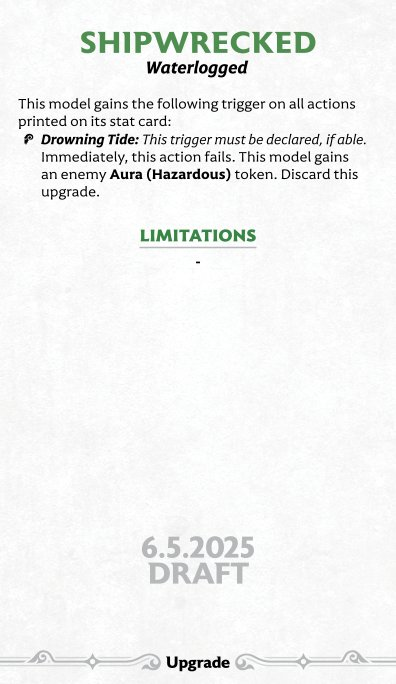 SHIPWRECKED
Waterlogged
This model gains the following trigger on all actions
printed on its stat card:
Drowning Tide: This trigger must be declared, if able.
Immediately, this action fails. This model gains
an enemy Aura (Hazardous) token. Discard this
upgrade.
LIMITATIONS
-
6.5.2025
DRAFT
Upgrade